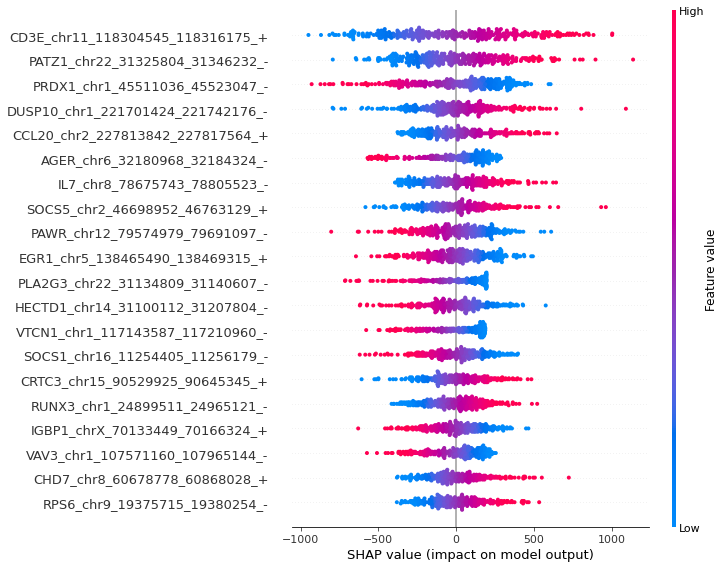 High
CD3E_chr11_118304545_118316175_+
PATZ1_chr22_31325804_31346232_-
PRDX1_chr1_45511036_45523047_-
DUSP10_chr1_221701424_221742176_-
CCL20_chr2_227813842_227817564_+
AGER_chr6_32180968_32184324_-
IL7_chr8_78675743_78805523_-
SOCS5_chr2_46698952_46763129_+
PAWR_chr12_79574979_79691097_-
EGR1_chr5_138465490_138469315_+
PLA2G3_chr22_31134809_31140607_-
HECTD1_chr14_31100112_31207804_-
VTCN1_chr1_117143587_117210960_-
SOCS1_chr16_11254405_11256179_-
CRTC3_chr15_90529925_90645345_+
RUNX3_chr1_24899511_24965121_-
IGBP1_chrX_70133449_70166324_+
VAV3_chr1_107571160_107965144_-
CHD7_chr8_60678778_60868028_+
RPS6_chr9_19375715_19380254_-
Feature value
Low
−1000 −500 0 500 1000
SHAP value (impact on model output)